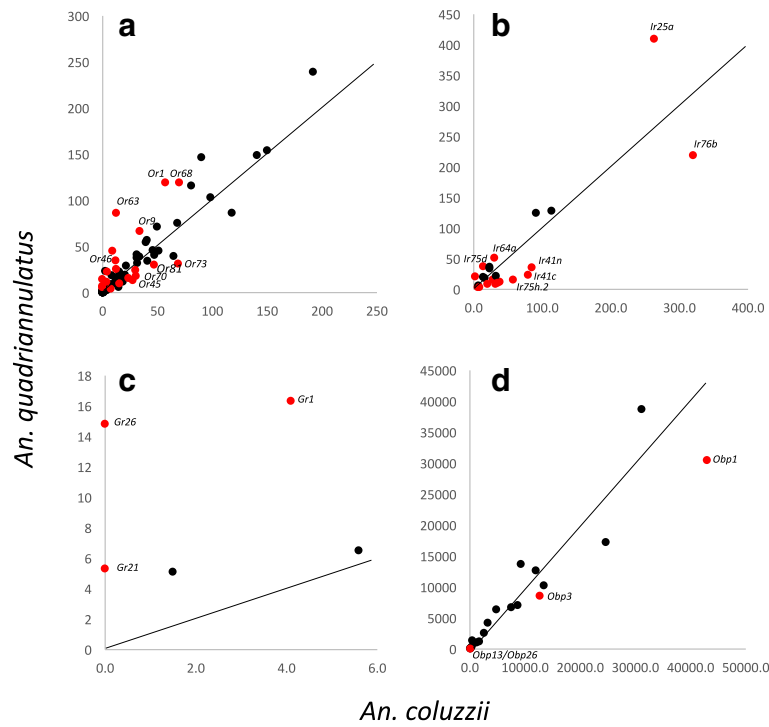 a
300
250
200
150
100
50
0
0 50 100 150 200 250
Or1 Or68
Or63
Or9
Or46
Or81
Or73
Or70
Or45
b
450
400
350
300
250
200
150
100
50
0
0.0 100.0 200.0 300.0 400.0
Ir25a
Ir76b
Ir64a
Ir75d
Ir41n
Ir41c
Ir75h.2
An. quadriannulatus
c
18
16
14
12
10
8
6
4
2
0
0.0 2.0 4.0 6.0
Gr1
Gr26
Gr21
d
45000
40000
35000
30000
25000
20000
15000
10000
5000
0
0.0 10000.0 20000.0 30000.0 40000.0 50000.0
Obp1
Obp3
Obp13/Obp26
An. coluzzii